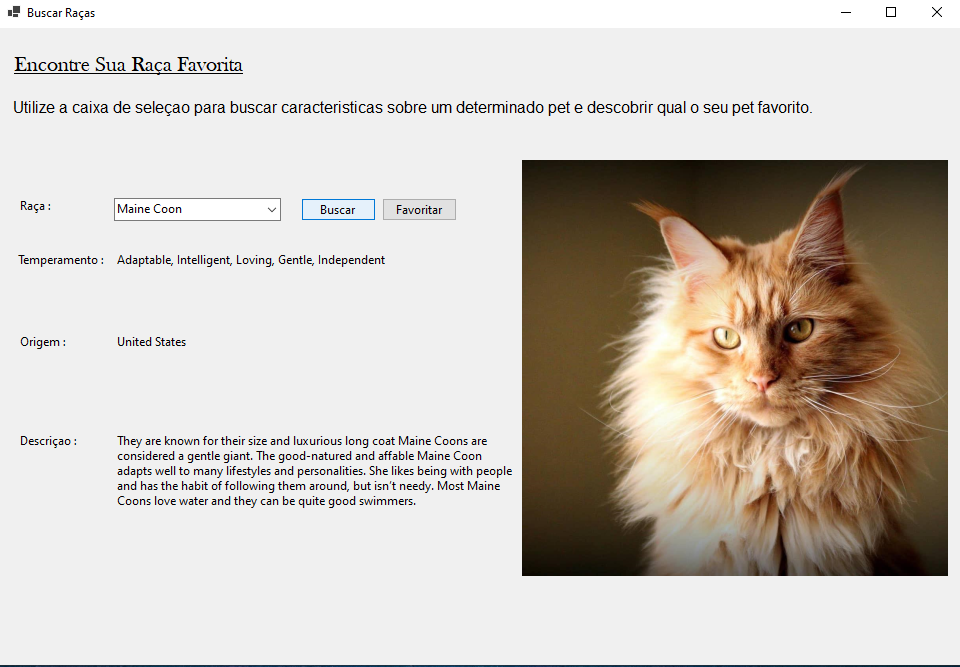 Buscar Raças
Encontre Sua Raça Favorita
Utilize a caixa de seleçao para buscar caracteristicas sobre um determinado pet e descobrir qual o seu pet favorito.
Raça : Maine Coon Buscar Favoritar
Temperamento : Adaptable, Intelligent, Loving, Gentle, Independent
Origem : United States
Descriçao : They are known for their size and luxurious long coat Maine Coons are
considered a gentle giant. The good-natured and affable Maine Coon
adapts well to many lifestyles and personalities. She likes being with people
and has the habit of following them around, but isn't needy. Most Maine
Coons love water and they can be quite good swimmers.